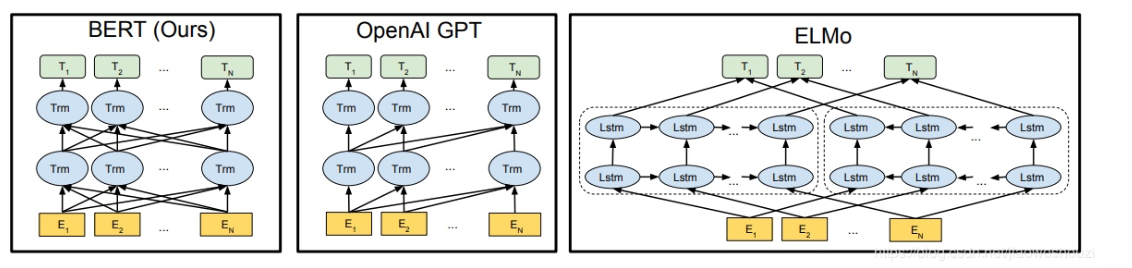 BERT (Ours)
T1 T2 ... TN
Trm Trm ... Trm
Trm Trm ... Trm
E1 E2 ... EN
OpenAI GPT
T1 T2 ... TN
Trm Trm ... Trm
Trm Trm ... Trm
E1 E2 ... EN
ELMo
T1 T2 ... TN
Lstm Lstm ... Lstm Lstm Lstm ... Lstm
Lstm Lstm ... Lstm Lstm Lstm ... Lstm
E1 E2 ... EN